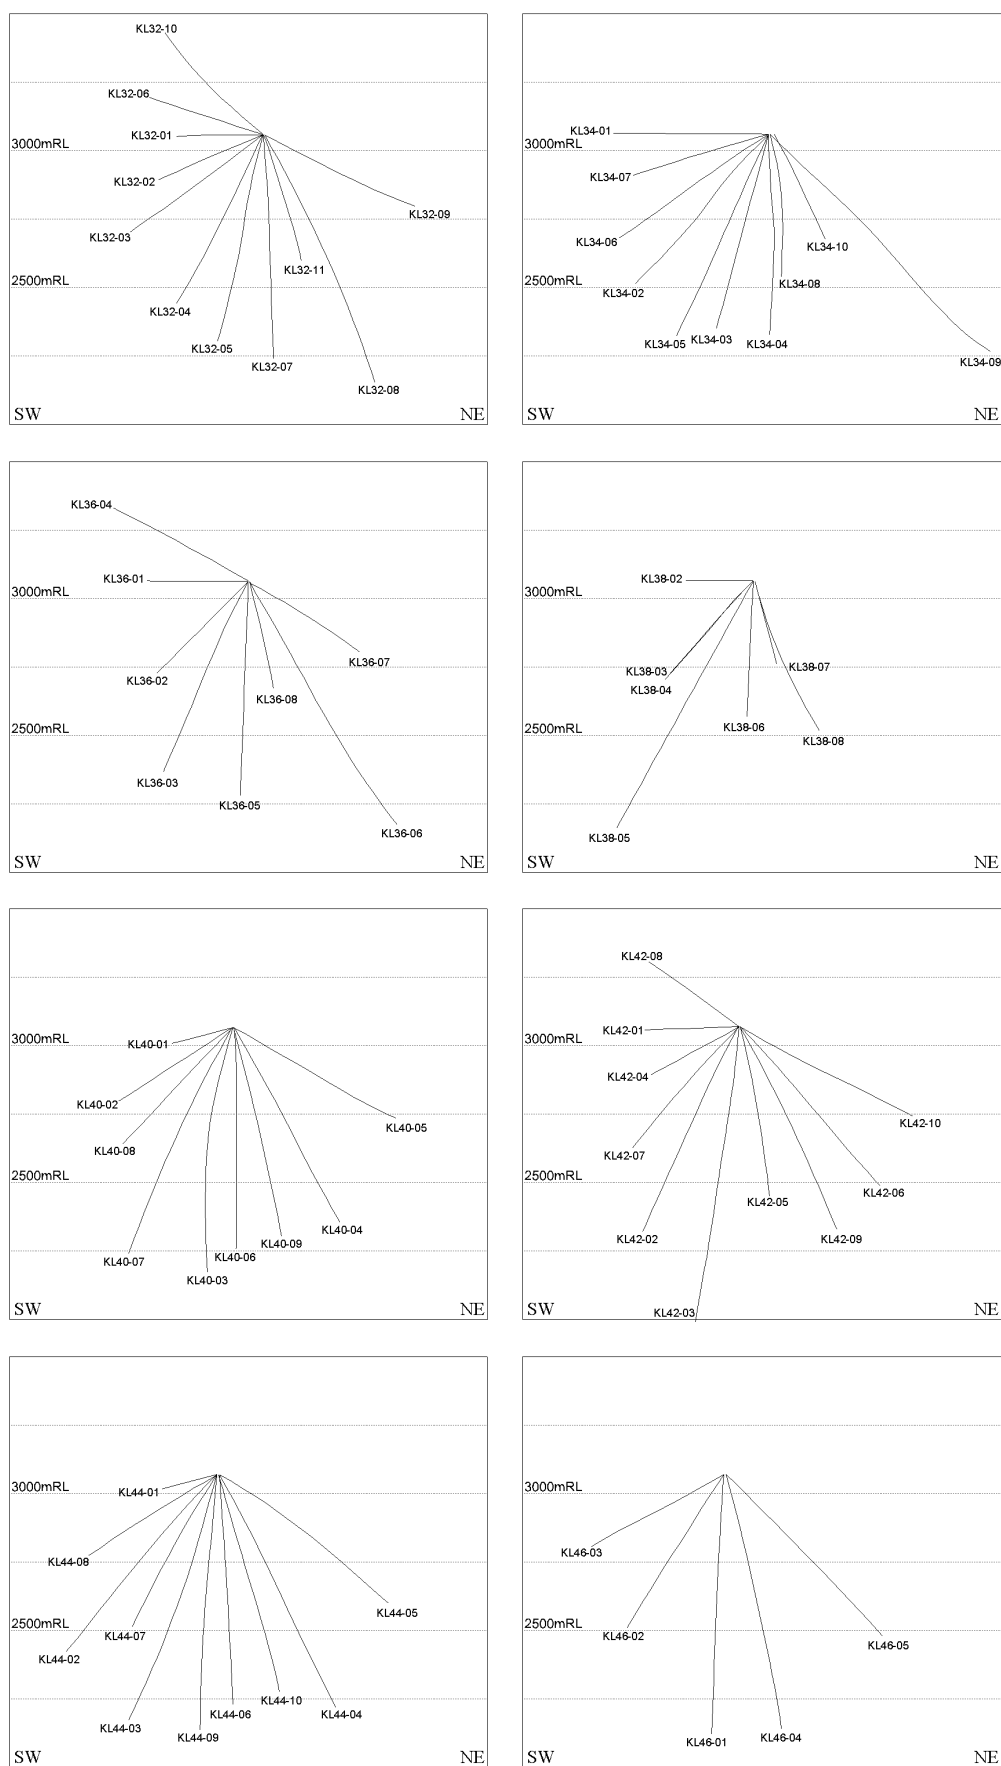 KL32-10
KL32-06
KL32-01
3000mRL
KL32-02
KL32-09
KL32-03
KL32-11
2500mRL
KL32-04
KL32-05
KL32-07
KL32-08
SW NE
KL34-01
3000mRL
KL34-07
KL34-06
KL34-10
2500mRL
KL34-08
KL34-02
KL34-03
KL34-05
KL34-04
KL34-09
SW NE
KL36-04
KL36-01
3000mRL
KL36-07
KL36-02
KL36-08
2500mRL
KL36-03
KL36-05
KL36-06
SW NE
KL38-02
3000mRL
KL38-07
KL38-03
KL38-04
KL38-06
2500mRL
KL38-08
KL38-05
SW NE
3000mRL
KL40-01
KL40-02
KL40-05
KL40-08
2500mRL
KL40-04
KL40-09
KL40-06
KL40-07
KL40-03
SW NE
KL42-08
KL42-01
3000mRL
KL42-04
KL42-10
KL42-07
2500mRL
KL42-06
KL42-05
KL42-02
KL42-09
KL42-03
SW NE
3000mRL
KL44-01
KL44-08
KL44-05
2500mRL
KL44-07
KL44-02
KL44-10
KL44-06
KL44-04
KL44-03
KL44-09
SW NE
3000mRL
KL46-03
2500mRL
KL46-02
KL46-05
KL46-04
KL46-01
SW NE